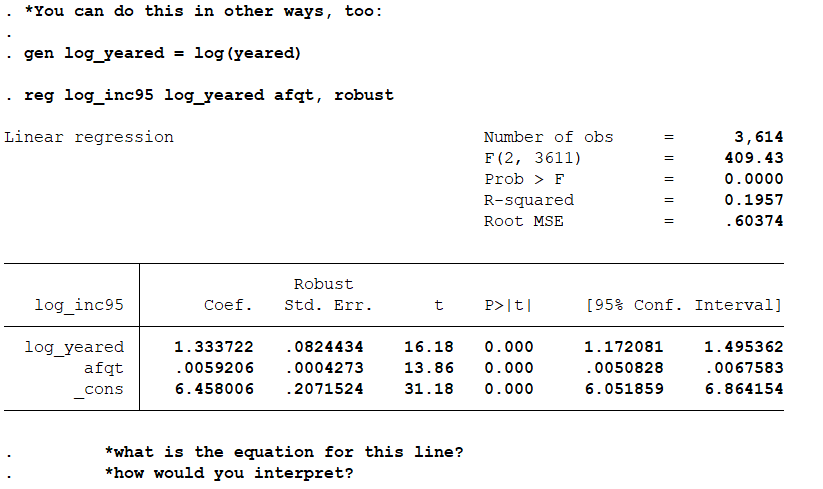 . *You can do this in other ways, too:
.
. gen log_yeared = log(yeared)
. reg log_inc95 log_yeared afqt, robust
Linear regression Number of obs = 3,614
F(2, 3611) = 409.43
Prob > F = 0.0000
R-squared = 0.1957
Root MSE = .60374
Robust
log_inc95 Coef. Std. Err. t P>|t| [95% Conf. Interval]
log_yeared 1.333722 .0824434 16.18 0.000 1.172081 1.495362
afqt .0059206 .0004273 13.86 0.000 .0050828 .0067583
_cons 6.458006 .2071524 31.18 0.000 6.051859 6.864154
. *what is the equation for this line?
. *how would you interpret?